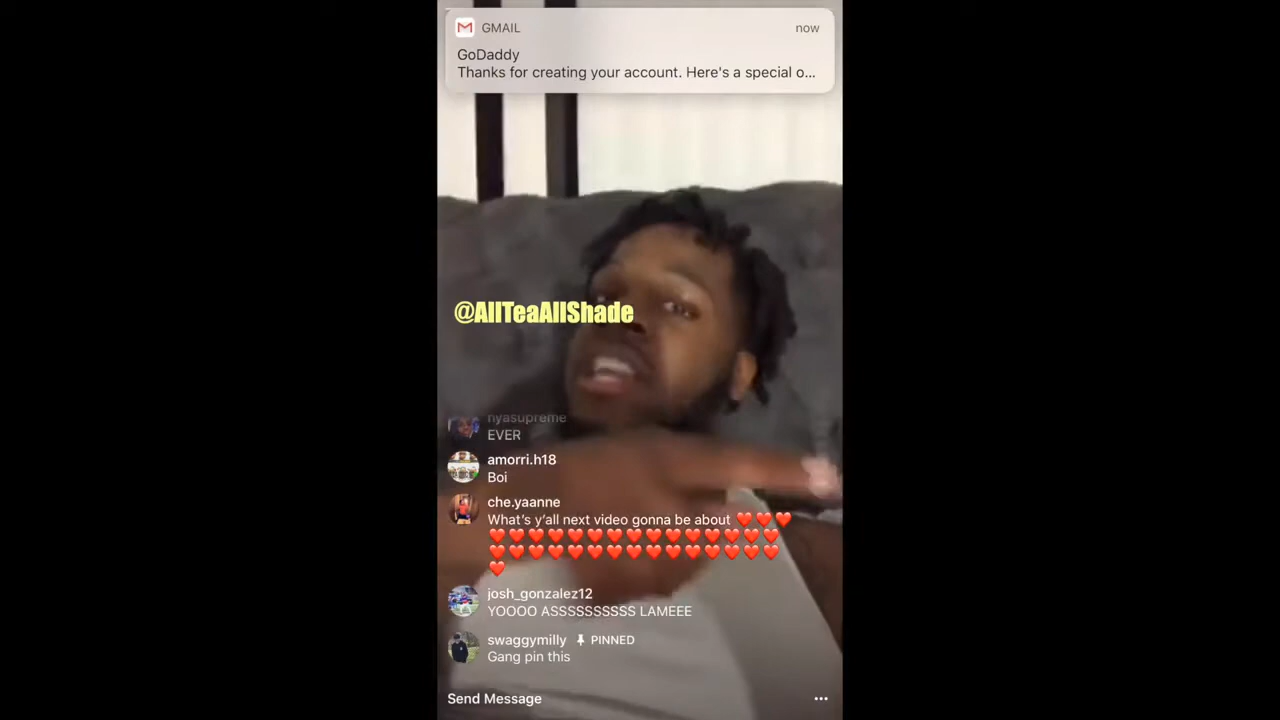 GMAIL
now
GoDaddy
Thanks for creating your account. Here's a special o...
@AllTeaAllShade
nyasupreme
EVER
amorri.h18
Boi
che.yaanne
What's y'all next video gonna be about ❤️❤️❤️
❤️❤️❤️❤️❤️❤️❤️❤️❤️❤️❤️❤️❤️❤️❤️
❤️❤️❤️❤️❤️❤️❤️❤️❤️❤️❤️❤️❤️❤️❤️
❤️
josh_gonzalez12
YOOOO ASSSSSSSSSS LAMEEE
swaggymilly PINNED
Gang pin this
Send Message